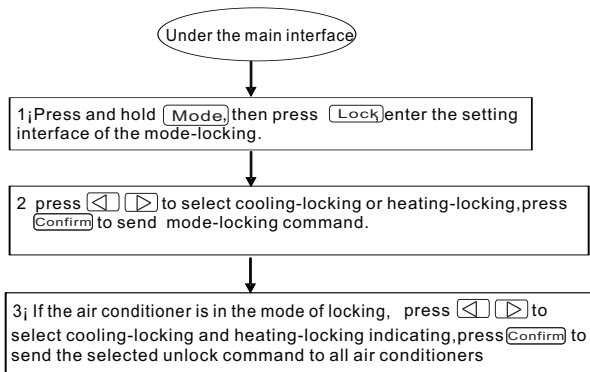 Under the main interface
1¡Press and hold Mode, then press Lock, enter the setting
interface of the mode-locking.
2 press ◁ ▷ to select cooling-locking or heating-locking,press
Confirm to send mode-locking command.
3¡ If the air conditioner is in the mode of locking, press ◁ ▷ to
select cooling-locking and heating-locking indicating,press Confirm to
send the selected unlock command to all air conditioners